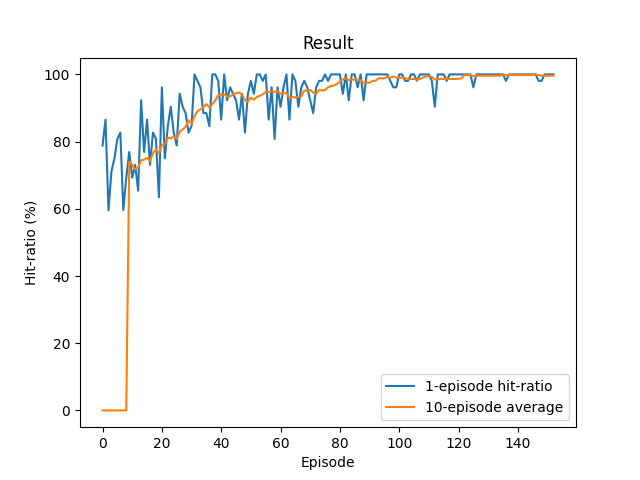 Result
Hit-ratio (%)
100
80
60
40
20
0
1-episode hit-ratio
10-episode average
0 20 40 60 80 100 120 140
Episode